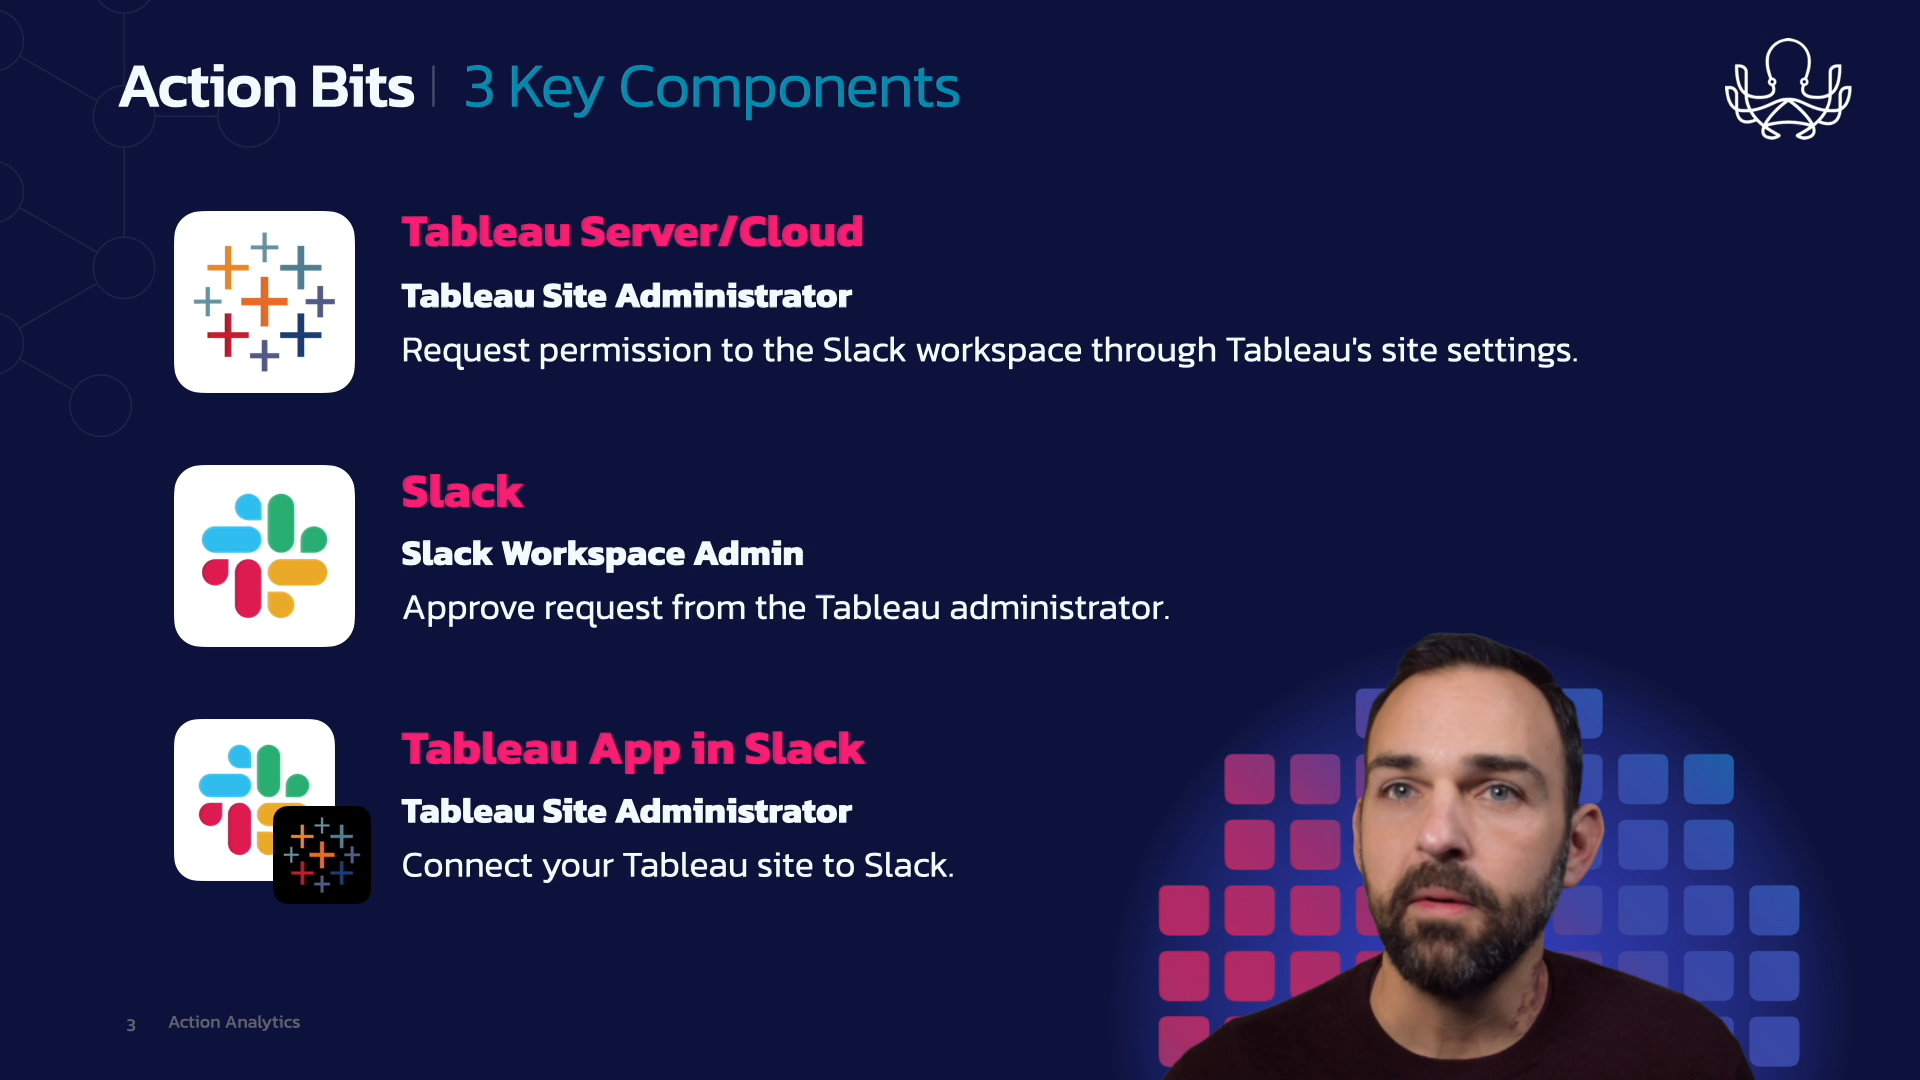 Action Bits | 3 Key Components
Tableau Server/Cloud
Tableau Site Administrator
Request permission to the Slack workspace through Tableau's site settings.
Slack
Slack Workspace Admin
Approve request from the Tableau administrator.
Tableau App in Slack
Tableau Site Administrator
Connect your Tableau site to Slack.
3 Action Analytics